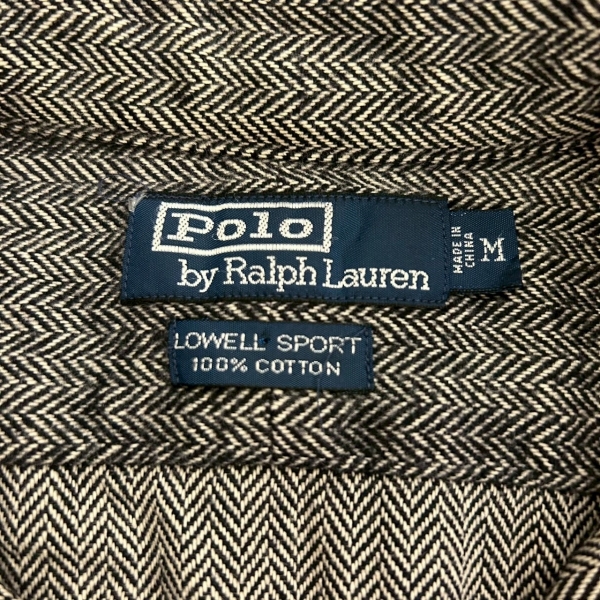 Polo
by Ralph Lauren
MADE IN
CHINA
M
LOWELL SPORT
100% COTTON